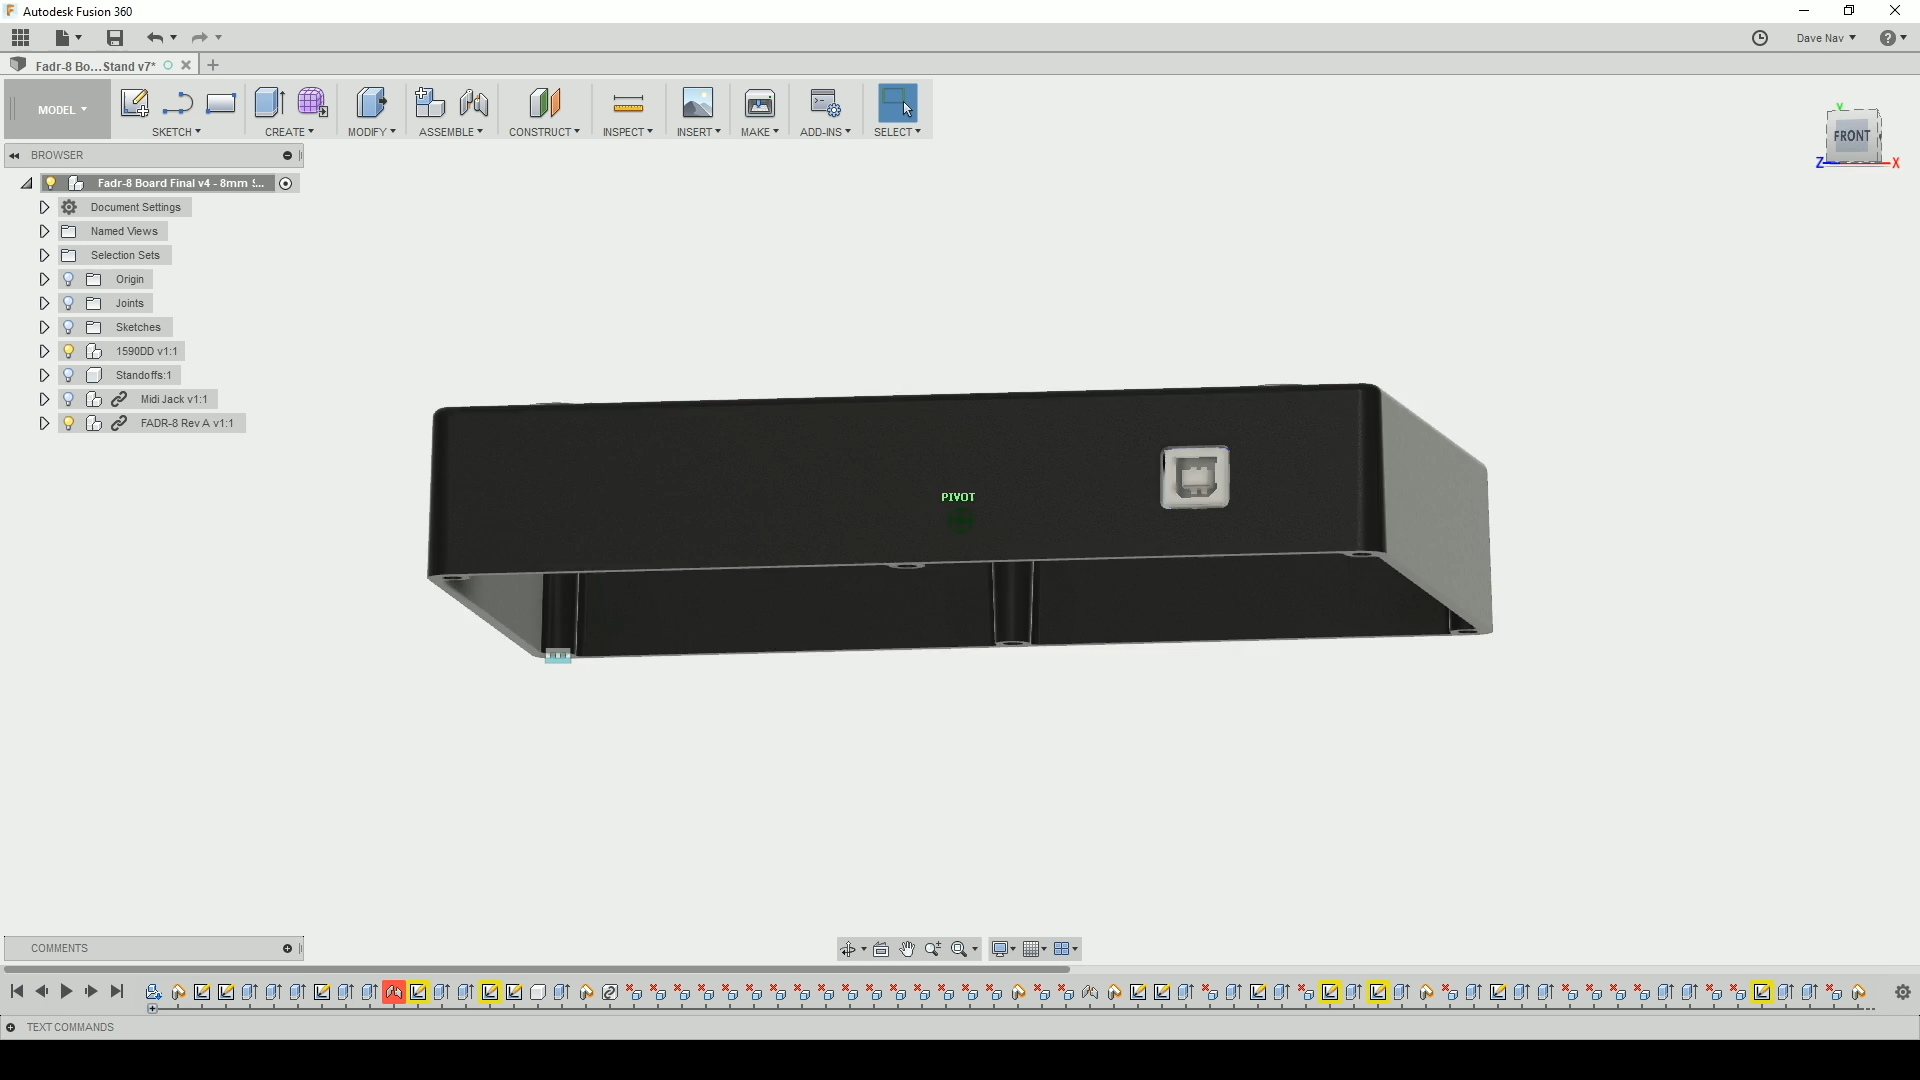 Autodesk Fusion 360
Dave Nav
Fadr-8 Bo...Stand v7*
MODEL
SKETCH
CREATE
MODIFY
ASSEMBLE
CONSTRUCT
INSPECT
INSERT
MAKE
ADD-INS
SELECT
Y
FRONT
Z
X
BROWSER
Fadr-8 Board Final v4 - 8mm S...
Document Settings
Named Views
Selection Sets
Origin
Joints
Sketches
1590DD v1:1
Standoffs:1
Midi Jack v1:1
FADR-8 Rev A v1:1
PIVOT
COMMENTS
TEXT COMMANDS